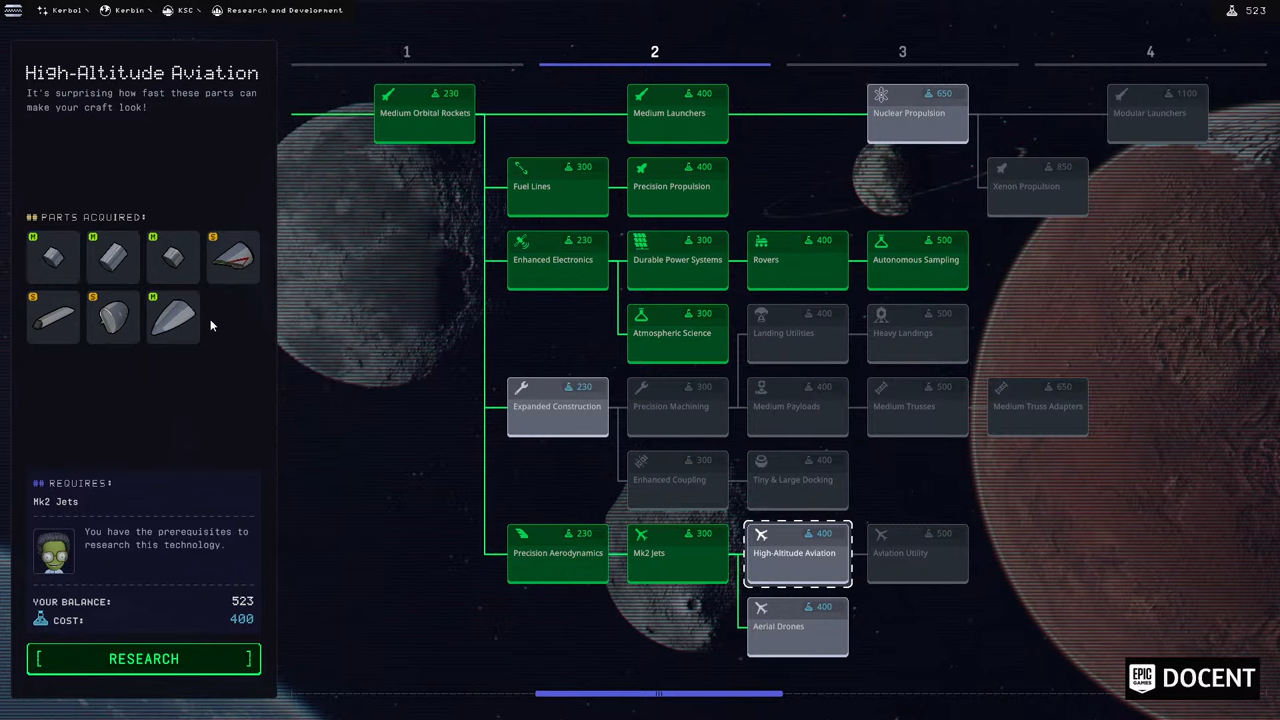 Kerbol
Kerbin
KSC
Research and Development
523
1
2
3
4
High-Altitude Aviation
It's surprising how fast these parts can
make your craft look!
## PARTS ACQUIRED:
M
M
M
S
S
S
M
## REQUIRES:
Mk2 Jets
You have the prerequisites to
research this technology.
YOUR BALANCE:
523
COST:
400
[ RESEARCH ]
230
Medium Orbital Rockets
400
Medium Launchers
650
Nuclear Propulsion
1100
Modular Launchers
300
Fuel Lines
400
Precision Propulsion
850
Xenon Propulsion
230
Enhanced Electronics
300
Durable Power Systems
400
Rovers
500
Autonomous Sampling
300
Atmospheric Science
400
Landing Utilities
500
Heavy Landings
230
Expanded Construction
300
Precision Machining
400
Medium Payloads
500
Medium Trusses
650
Medium Truss Adapters
300
Enhanced Coupling
400
Tiny & Large Docking
230
Precision Aerodynamics
300
Mk2 Jets
400
High-Altitude Aviation
500
Aviation Utility
400
Aerial Drones
EPIC
GAMES
DOCENT